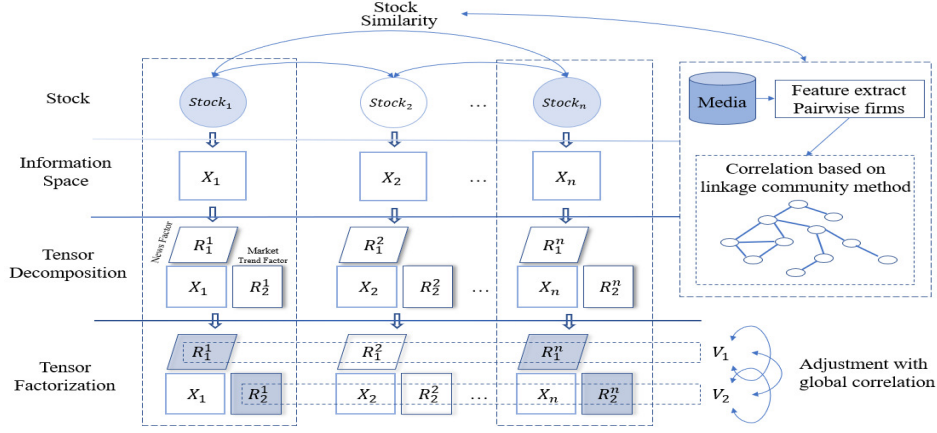 Stock
Similarity
Stock
Stock₁
Stock₂
...
Stockₙ
Media
Feature extract
Pairwise firms
Information
Space
X₁
X₂
...
Xₙ
Correlation based on
linkage community method
Tensor
Decomposition
News Factor
R₁¹
Market
Trend Factor
R₁²
R₁ⁿ
X₁
R₂¹
X₂
R₂²
...
Xₙ
R₂ⁿ
Tensor
Factorization
R₁¹
R₁²
R₁ⁿ
V₁
X₁
R₂¹
X₂
R₂²
...
Xₙ
R₂ⁿ
V₂
Adjustment with
global correlation